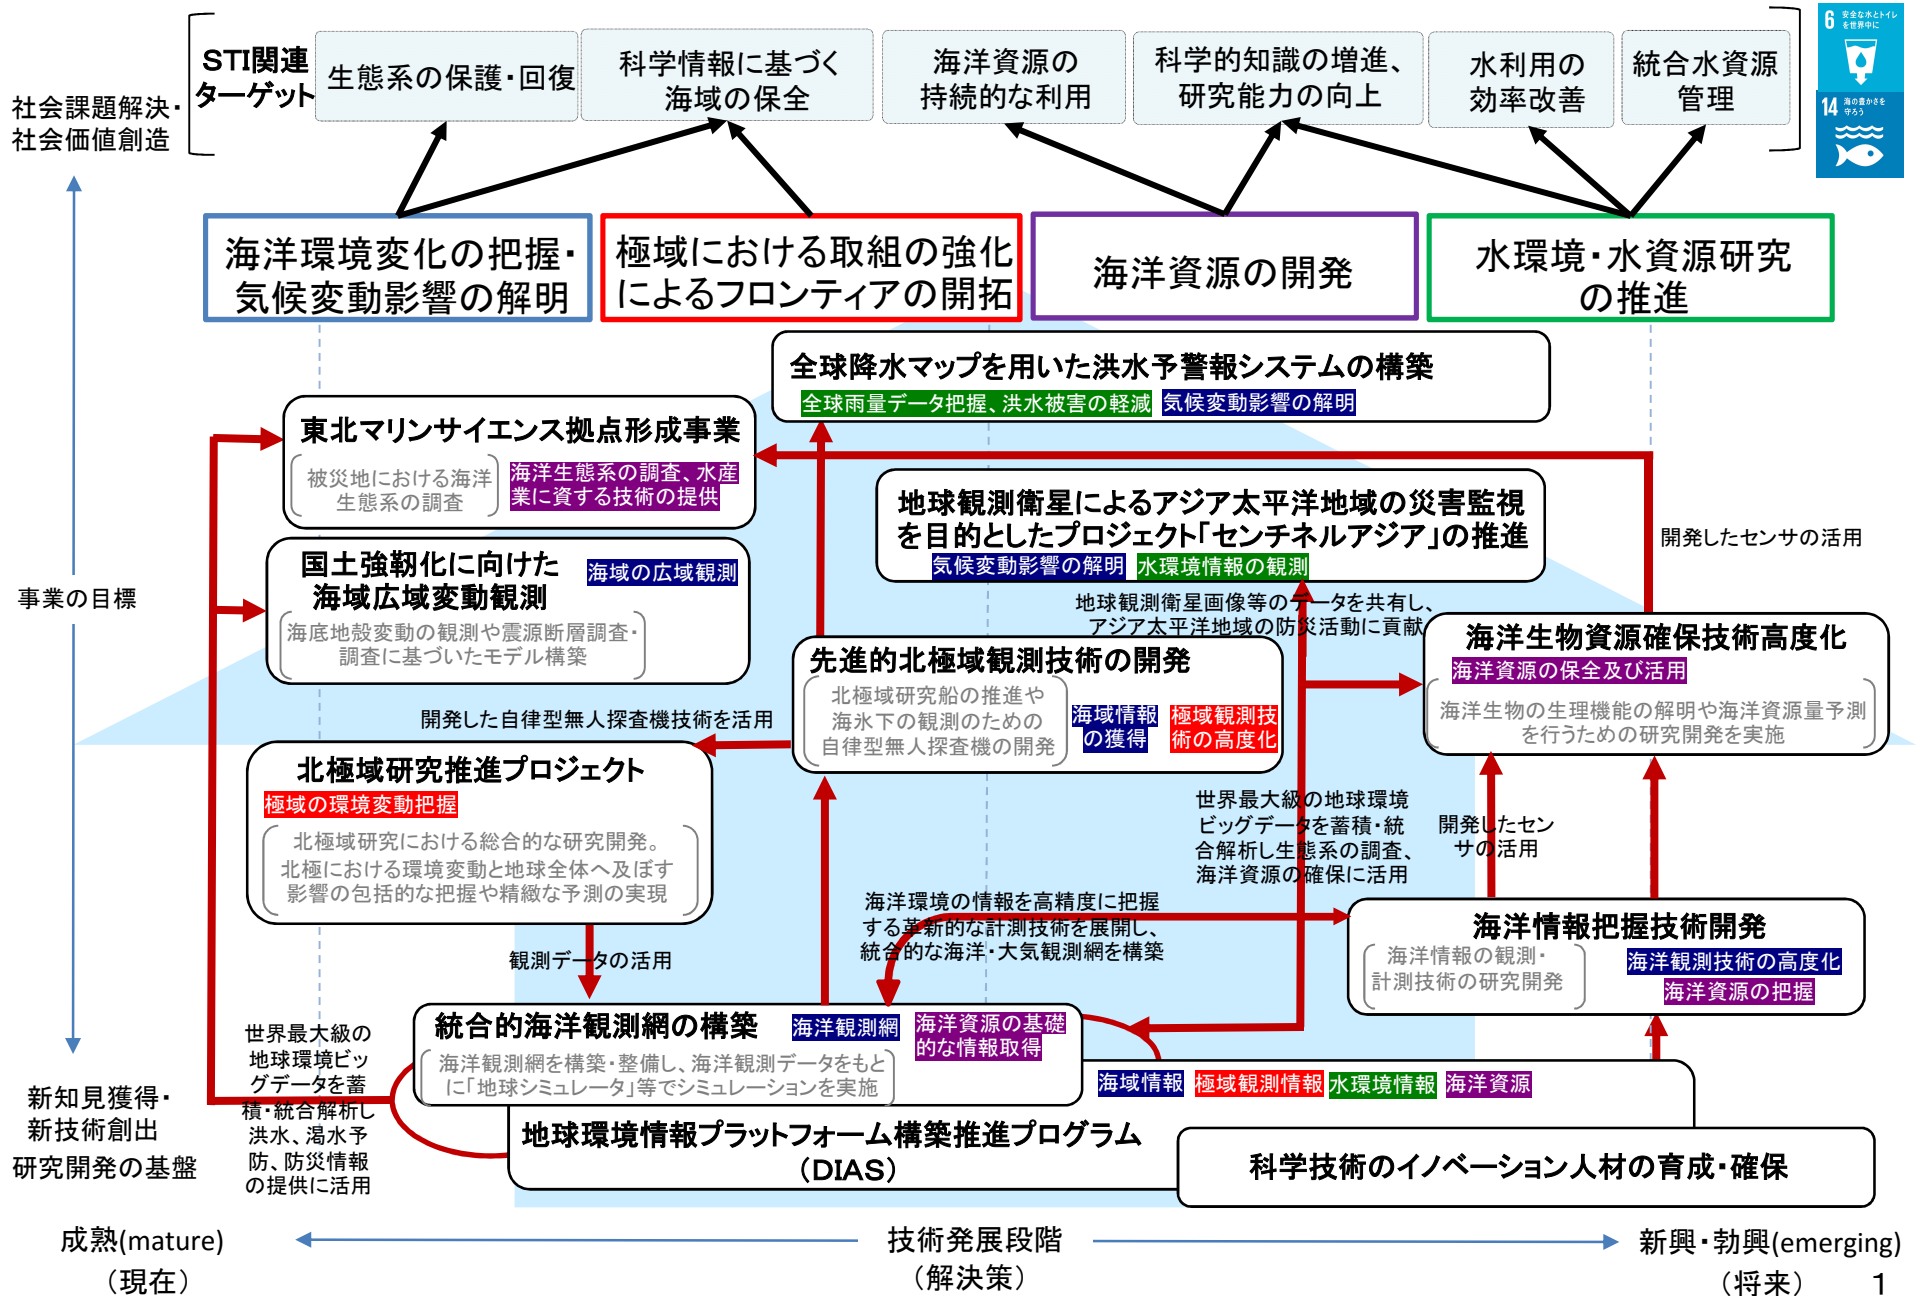 STI関連
ターゲット
生態系の保護・回復
科学情報に基づく
海域の保全
海洋資源の
持続的な利用
科学的知識の増進、
研究能力の向上
水利用の
効率改善
統合水資源
管理
6 安全な水とトイレ
を世界中に
14 海の豊かさを
守ろう
社会課題解決・
社会価値創造
海洋環境変化の把握・
気候変動影響の解明
極域における取組の強化
によるフロンティアの開拓
海洋資源の開発
水環境・水資源研究
の推進
全球降水マップを用いた洪水予警報システムの構築
全球雨量データ把握、洪水被害の軽減
気候変動影響の解明
東北マリンサイエンス拠点形成事業
被災地における海洋
生態系の調査
海洋生態系の調査、水産
業に資する技術の提供
地球観測衛星によるアジア太平洋地域の災害監視
を目的としたプロジェクト「センチネルアジア」の推進
気候変動影響の解明
水環境情報の観測
開発したセンサの活用
国土強靭化に向けた
海域広域変動観測
海域の広域観測
海底地殻変動の観測や震源断層調査・
調査に基づいたモデル構築
事業の目標
地球観測衛星画像等のデータを共有し、
アジア太平洋地域の防災活動に貢献
海洋生物資源確保技術高度化
海洋資源の保全及び活用
海洋生物の生理機能の解明や海洋資源量予測
を行うための研究開発を実施
先進的北極域観測技術の開発
北極域研究船の推進や
海氷下の観測のための
自律型無人探査機の開発
海域情報
の獲得
極域観測技
術の高度化
開発した自律型無人探査機技術を活用
北極域研究推進プロジェクト
極域の環境変動把握
北極域研究における総合的な研究開発。
北極における環境変動と地球全体へ及ぼす
影響の包括的な把握や精緻な予測の実現
世界最大級の地球環境
ビッグデータを蓄積・統
合解析し生態系の調査、
海洋資源の確保に活用
開発したセン
サの活用
海洋環境の情報を高精度に把握
する革新的な計測技術を展開し、
統合的な海洋・大気観測網を構築
海洋情報把握技術開発
海洋情報の観測・
計測技術の研究開発
海洋観測技術の高度化
海洋資源の把握
観測データの活用
統合的海洋観測網の構築
海洋観測網
海洋資源の基礎
的な情報取得
海洋観測網を構築・整備し、海洋観測データをもと
に「地球シミュレータ」等でシミュレーションを実施
世界最大級の
地球環境ビッ
グデータを蓄
積・統合解析し
洪水、渇水予
防、防災情報
の提供に活用
海域情報
極域観測情報
水環境情報
海洋資源
地球環境情報プラットフォーム構築推進プログラム
（DIAS）
科学技術のイノベーション人材の育成・確保
新知見獲得・
新技術創出
研究開発の基盤
成熟(mature)
（現在）
技術発展段階
（解決策）
新興・勃興(emerging)
（将来）
1